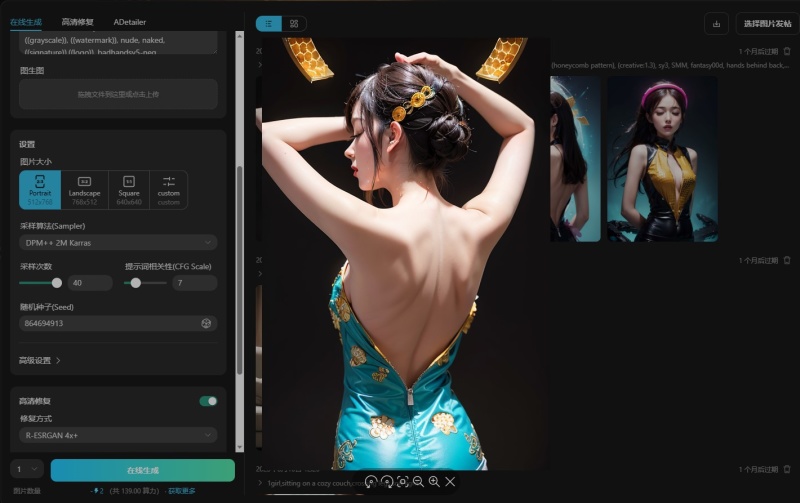 在线生成
高清修复
ADetailer
选择图片发帖
{{grayscale}}, {{watermark}}, nude, naked,
{{signature}},{{logo}}, badhandsv5-neg
图生图
拖拽文件到这里或点击上传
设置
图片大小
Portrait
512x768
Landscape
768x512
Square
640x640
custom
custom
采样算法(Sampler)
DPM++ 2M Karras
采样次数
提示词相关性(CFG Scale)
40
7
随机种子(Seed)
864694913
高级设置
高清修复
修复方式
R-ESRGAN 4x+
1
在线生成
图片数量
-2 (共 139.00 算力) · 获取更多
1 个月后过期
(honeycomb pattern), (creative:1.3), sy3, SMM, fantasy00d, hands behind back,...
1 个月后过期
1 个月后过期
1girl,sitting on a cozy couch,